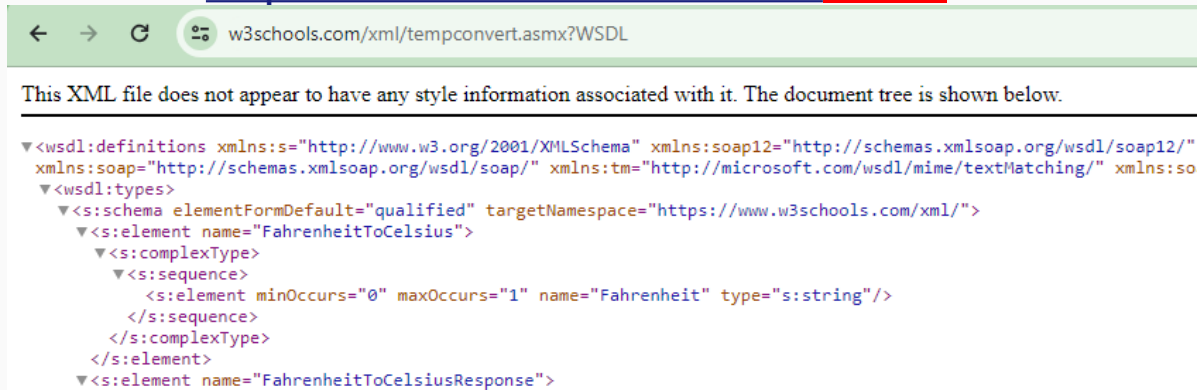 w3schools.com/xml/tempconvert.asmx?WSDL
This XML file does not appear to have any style information associated with it. The document tree is shown below.
▼<wsdl:definitions xmlns:s="http://www.w3.org/2001/XMLSchema" xmlns:soap12="http://schemas.xmlsoap.org/wsdl/soap12/"
xmlns:soap="http://schemas.xmlsoap.org/wsdl/soap/" xmlns:tm="http://microsoft.com/wsdl/mime/textMatching/" xmlns:so
▼<wsdl:types>
▼<s:schema elementFormDefault="qualified" targetNamespace="https://www.w3schools.com/xml/">
▼<s:element name="FahrenheitToCelsius">
▼<s:complexType>
▼<s:sequence>
<s:element minOccurs="0" maxOccurs="1" name="Fahrenheit" type="s:string"/>
</s:sequence>
</s:complexType>
</s:element>
▼<s:element name="FahrenheitToCelsiusResponse">